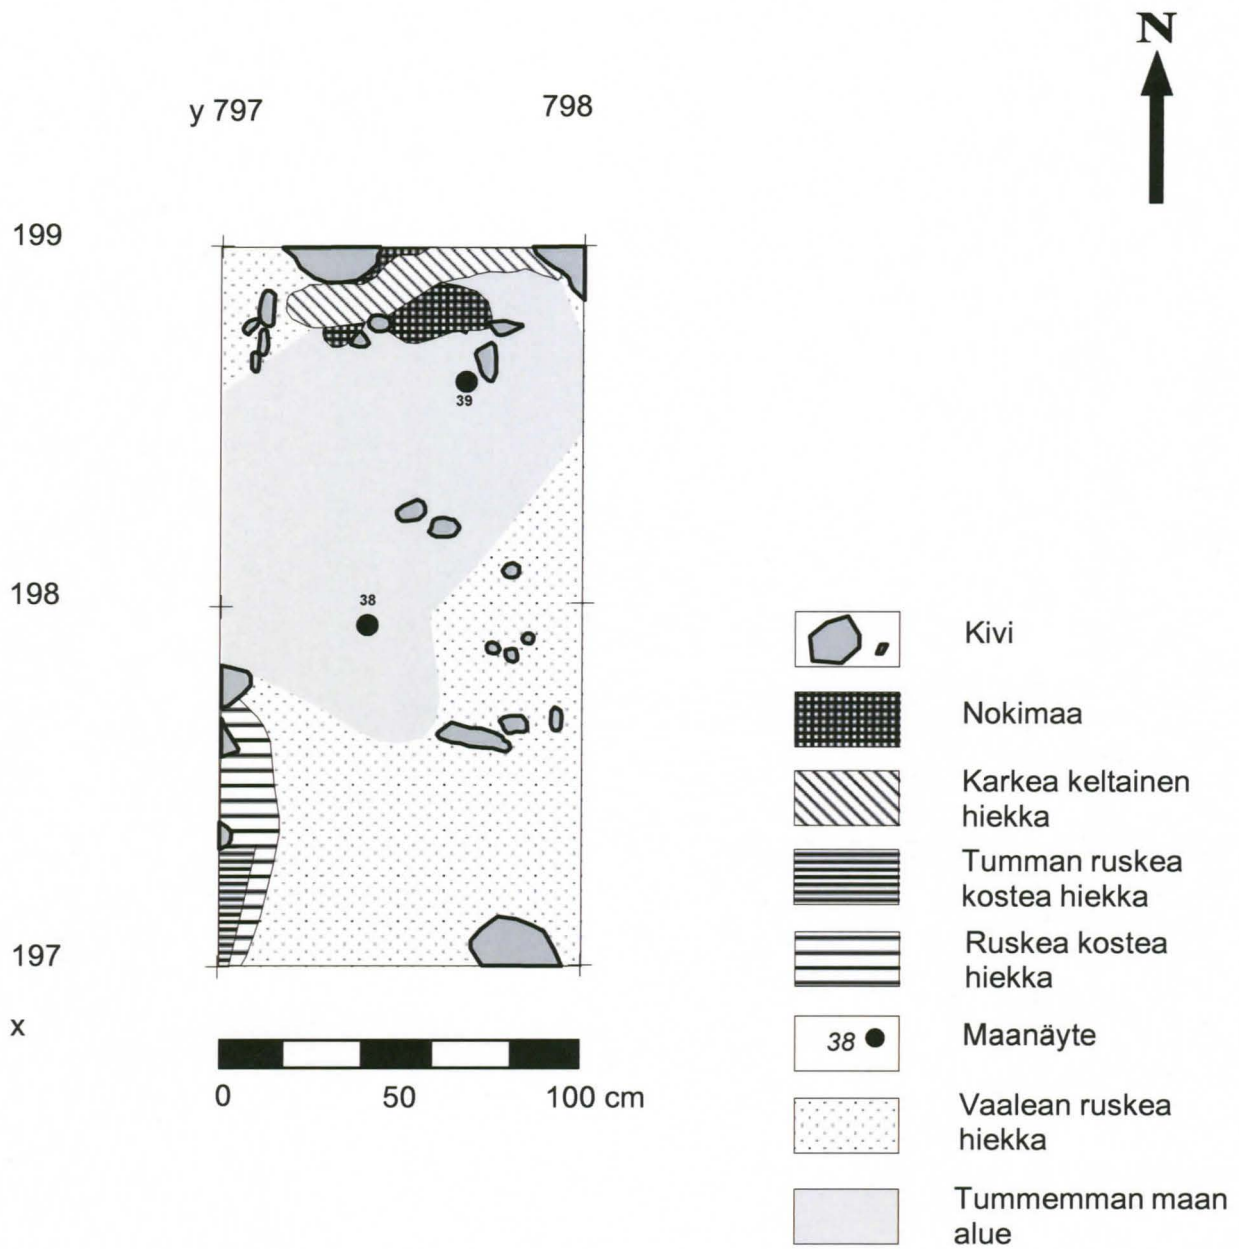 N
y 797 798
199
39
198
38
197
x
0 50 100 cm
Kivi
Nokimaa
Karkea keltainen
hiekka
Tumman ruskea
kostea hiekka
Ruskea kostea
hiekka
38
Maanäyte
Vaalean ruskea
hiekka
Tummemman maan
alue